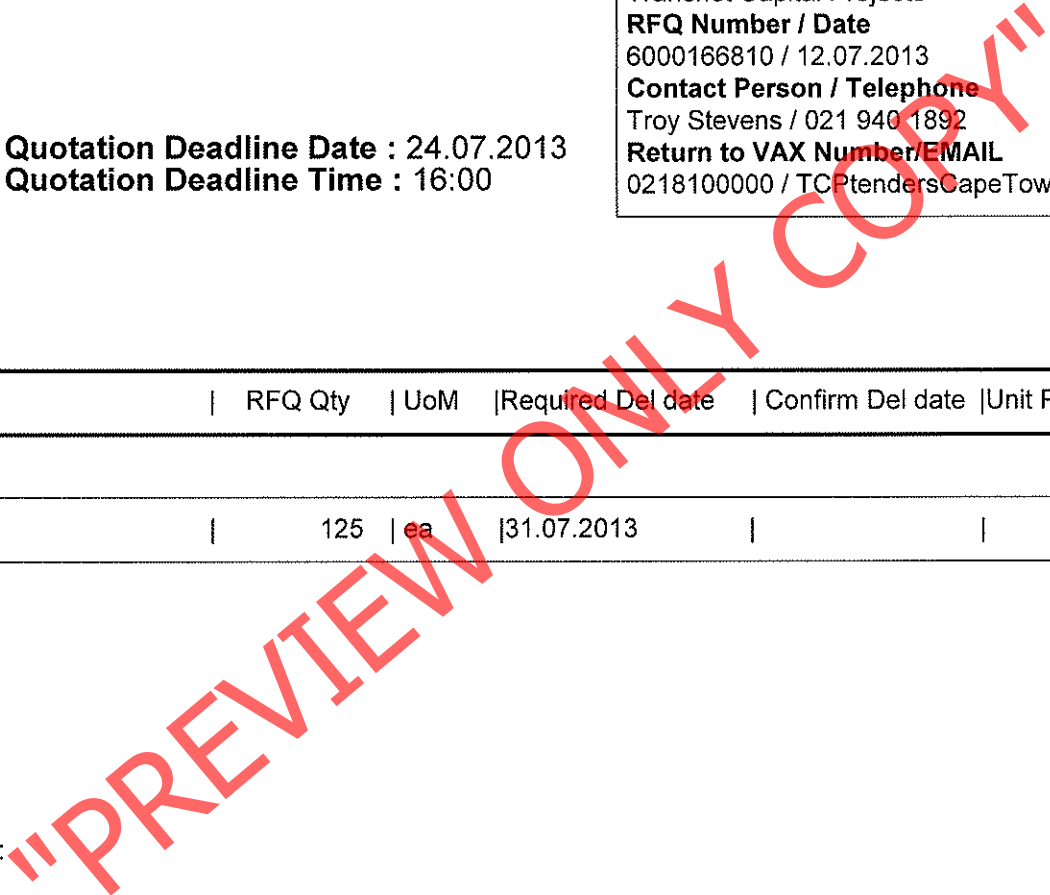 RFQ Number / Date
6000166810 / 12.07.2013
Contact Person / Telephone
Troy Stevens / 021 940 1892
Return to VAX Number/EMAIL
0218100000 / TCPtendersCapeTow
Quotation Deadline Date : 24.07.2013
Quotation Deadline Time : 16:00
| RFQ Qty | UoM |Required Del date | Confirm Del date |Unit
| 125 | ea |31.07.2013 | |
"PREVIEW ONLY COPY"